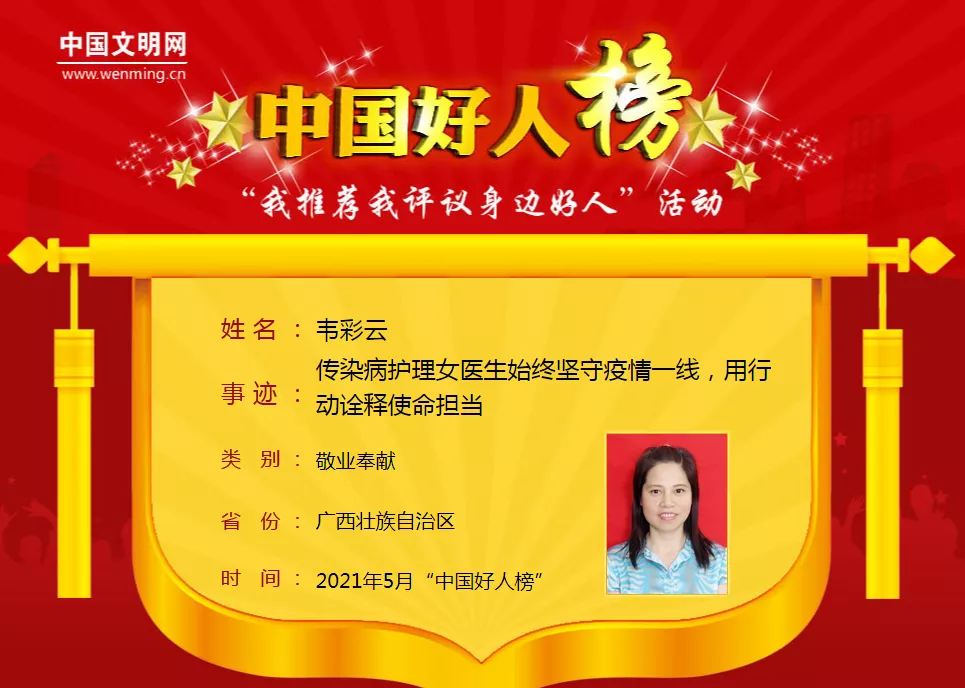 中国文明网
www.wenming.cn
中国好人榜
“我推荐我评议身边好人”活动
姓名：韦彩云
事迹：传染病护理女医生始终坚守疫情一线，用行
动诠释使命担当
类别：敬业奉献
省份：广西壮族自治区
时间：2021年5月“中国好人榜”